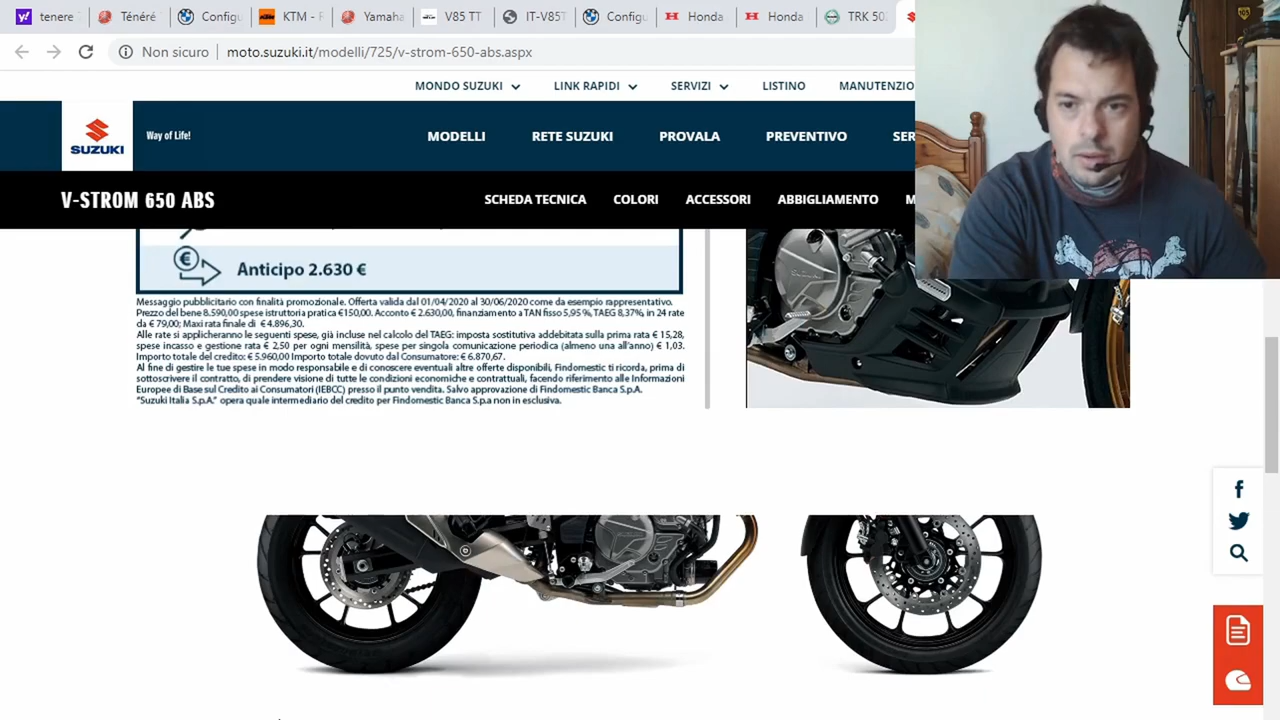 tenere
Ténéré
Configu
KTM - F
Yamaha
V85 TT
IT-V85T
Configu
Honda
Honda
TRK 50
Non sicuro
moto.suzuki.it/modelli/725/v-strom-650-abs.aspx
MONDO SUZUKI
LINK RAPIDI
SERVIZI
LISTINO
MANUTENZIO
SUZUKI
Way of Life!
MODELLI
RETE SUZUKI
PROVALA
PREVENTIVO
SER
V-STROM 650 ABS
SCHEDA TECNICA
COLORI
ACCESSORI
ABBIGLIAMENTO
M
Anticipo 2.630 €
Messaggio pubblicitario con finalità promozionale. Offerta valida dal 01/04/2020 al 30/06/2020 come da esempio rappresentativo.
Prezzo del bene 8.590,00 spese istruttoria pratica €150,00. Acconto € 2.630,00, finanziamento a TAN fisso 5,95 %, TAEG 8,37%, in 24 rate
da € 79,00; Maxi rata finale di € 4.896,30.
Alle rate si applicheranno le seguenti spese, già incluse nel calcolo del TAEG: imposta sostitutiva addebitata sulla prima rata € 15,28,
spese incasso e gestione rata € 2,50 per ogni mensilità, spese per singola comunicazione periodica (almeno una all'anno) € 1,03.
Importo totale del credito: € 5.960,00 Importo totale dovuto dal Consumatore: € 6.870,67.
Al fine di gestire le tue spese in modo responsabile e di conoscere eventuali altre offerte disponibili, Findomestic ti ricorda, prima di
sottoscrivere il contratto, di prendere visione di tutte le condizioni economiche e contrattuali, facendo riferimento alle Informazioni
Europee di Base sul Credito ai Consumatori (IEBCC) presso il punto vendita. Salvo approvazione di Findomestic Banca S.p.A.
"Suzuki Italia S.p.A." opera quale intermediario del credito per Findomestic Banca S.p.a non in esclusiva.